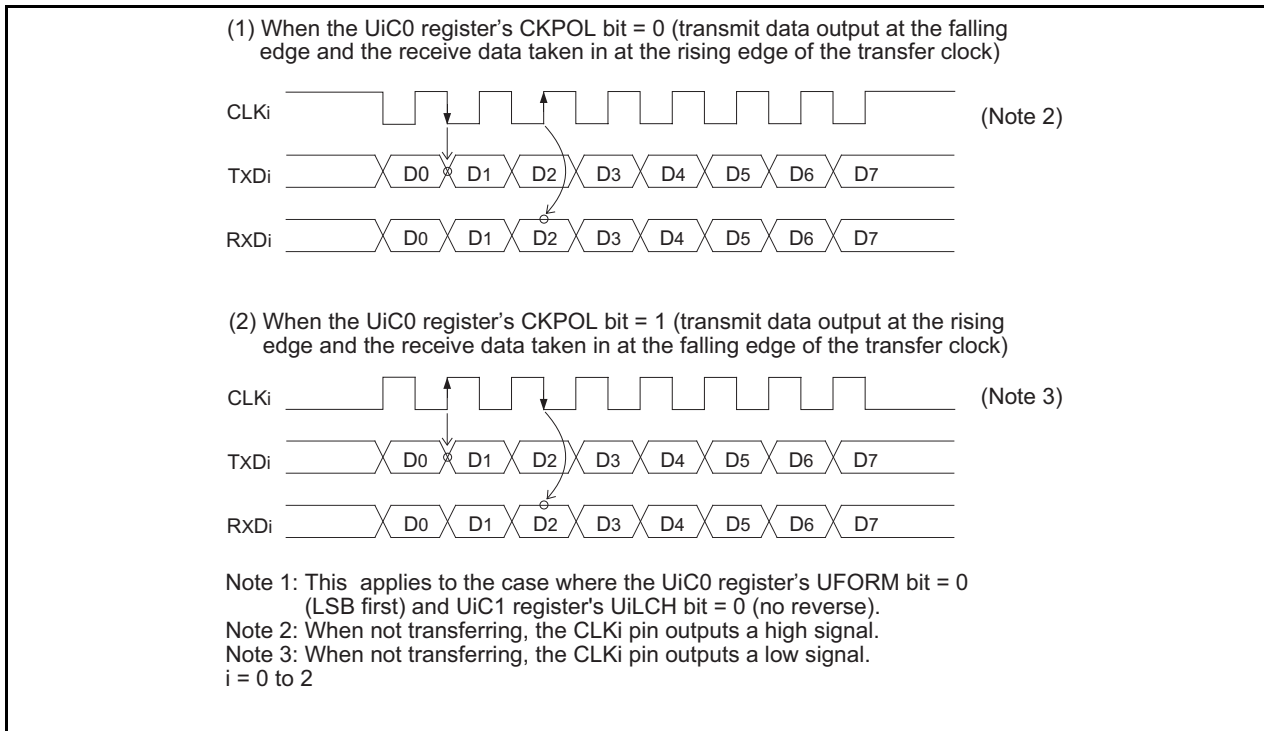 (1) When the UiC0 register's CKPOL bit = 0 (transmit data output at the falling
edge and the receive data taken in at the rising edge of the transfer clock)
CLKi
(Note 2)
TXDi D0 D1 D2 D3 D4 D5 D6 D7
RXDi D0 D1 D2 D3 D4 D5 D6 D7
(2) When the UiC0 register's CKPOL bit = 1 (transmit data output at the rising
edge and the receive data taken in at the falling edge of the transfer clock)
CLKi
(Note 3)
TXDi D0 D1 D2 D3 D4 D5 D6 D7
RXDi D0 D1 D2 D3 D4 D5 D6 D7
Note 1: This applies to the case where the UiC0 register's UFORM bit = 0
(LSB first) and UiC1 register's UiLCH bit = 0 (no reverse).
Note 2: When not transferring, the CLKi pin outputs a high signal.
Note 3: When not transferring, the CLKi pin outputs a low signal.
i = 0 to 2